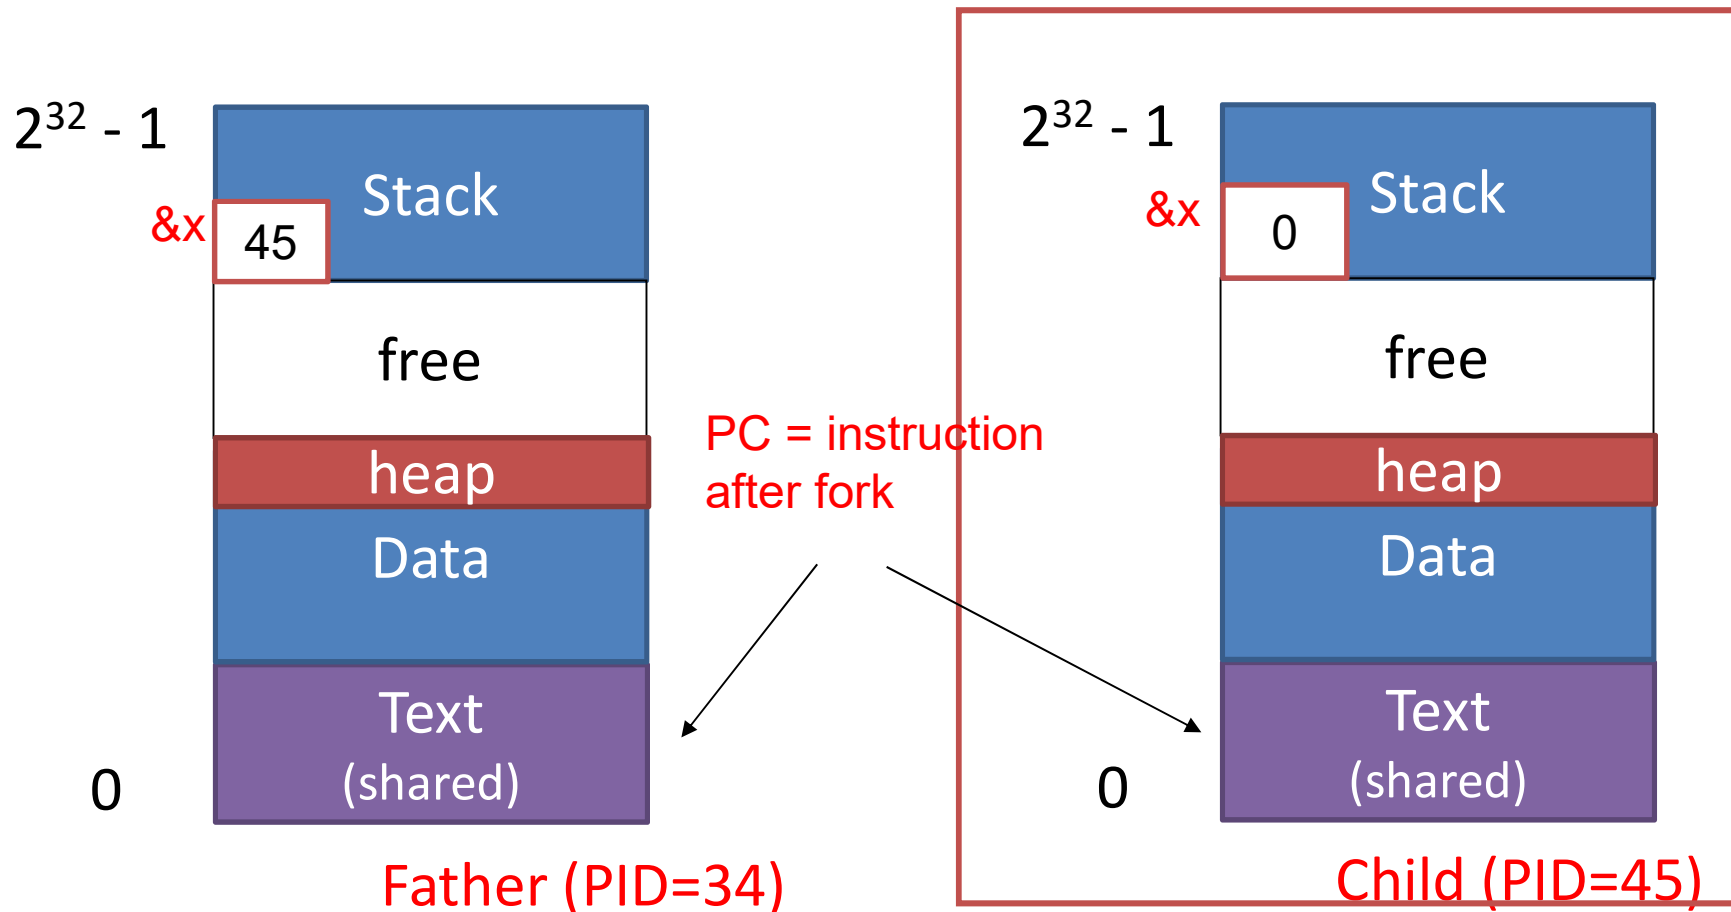 2³² - 1
Stack
&x
45
free
heap
Data
Text
(shared)
0
Father (PID=34)
PC = instruction
after fork
2³² - 1
Stack
&x
0
free
heap
Data
Text
(shared)
0
Child (PID=45)